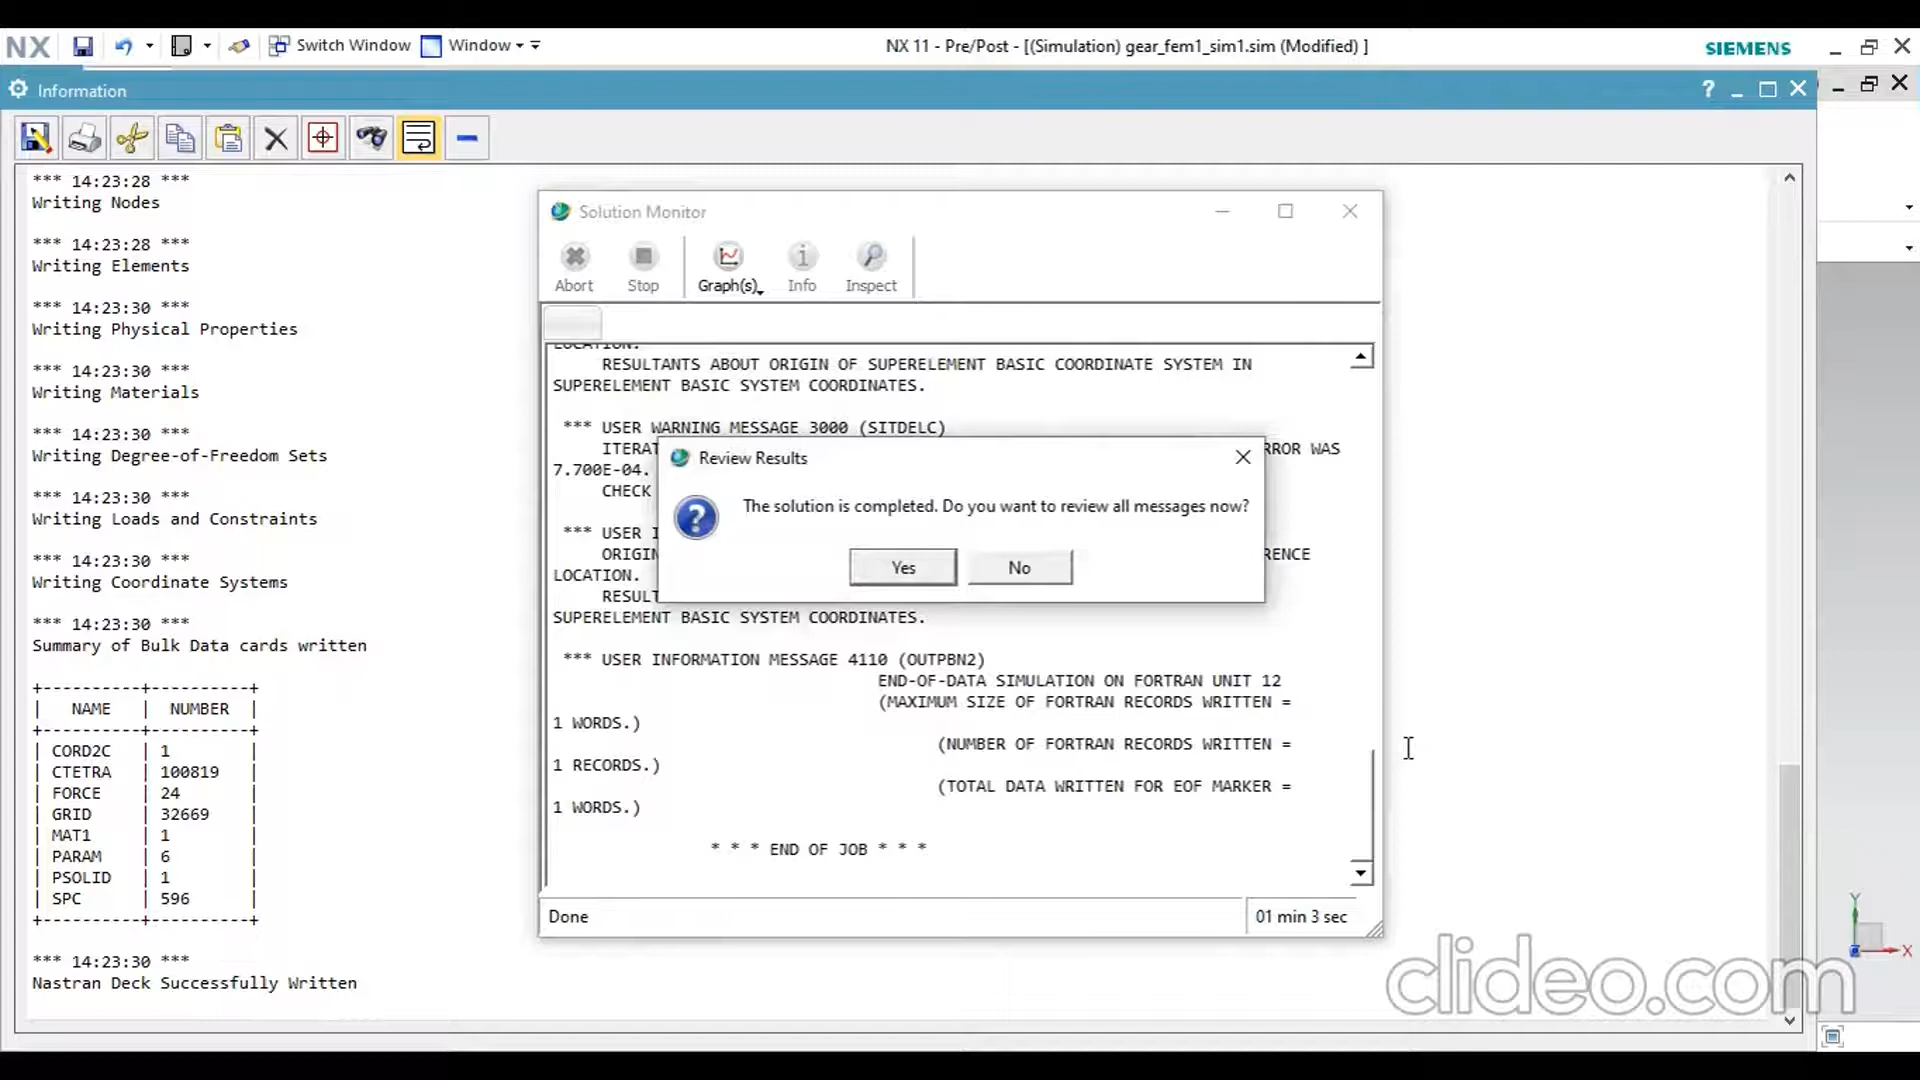 NX
Switch Window
Window
NX 11 - Pre/Post - [(Simulation) gear_fem1_sim1.sim (Modified) ]
SIEMENS
Information
*** 14:23:28 ***
Writing Nodes
*** 14:23:28 ***
Writing Elements
*** 14:23:30 ***
Writing Physical Properties
*** 14:23:30 ***
Writing Materials
*** 14:23:30 ***
Writing Degree-of-Freedom Sets
*** 14:23:30 ***
Writing Loads and Constraints
*** 14:23:30 ***
Writing Coordinate Systems
*** 14:23:30 ***
Summary of Bulk Data cards written
+----------+----------+
| NAME | NUMBER |
+----------+----------+
| CORD2C | 1 |
| CTETRA | 100819 |
| FORCE | 24 |
| GRID | 32669 |
| MAT1 | 1 |
| PARAM | 6 |
| PSOLID | 1 |
| SPC | 596 |
+----------+----------+
*** 14:23:30 ***
Nastran Deck Successfully Written
Solution Monitor
Abort
Stop
Graph(s)
Info
Inspect
LOCATION.
RESULTANTS ABOUT ORIGIN OF SUPERELEMENT BASIC COORDINATE SYSTEM IN
SUPERELEMENT BASIC SYSTEM COORDINATES.
*** USER WARNING MESSAGE 3000 (SITDELC)
WAS
7.700E-04.
CHECK
*** USER
LOCATION.
SUPERELEMENT BASIC SYSTEM COORDINATES.
*** USER INFORMATION MESSAGE 4110 (OUTPBN2)
END-OF-DATA SIMULATION ON FORTRAN UNIT 12
(MAXIMUM SIZE OF FORTRAN RECORDS WRITTEN =
1 WORDS.)
(NUMBER OF FORTRAN RECORDS WRITTEN =
1 RECORDS.)
(TOTAL DATA WRITTEN FOR EOF MARKER =
1 WORDS.)
* * * END OF JOB * * *
Done
01 min 3 sec
Review Results
The solution is completed. Do you want to review all messages now?
Yes
No
Y
X
clideo.com